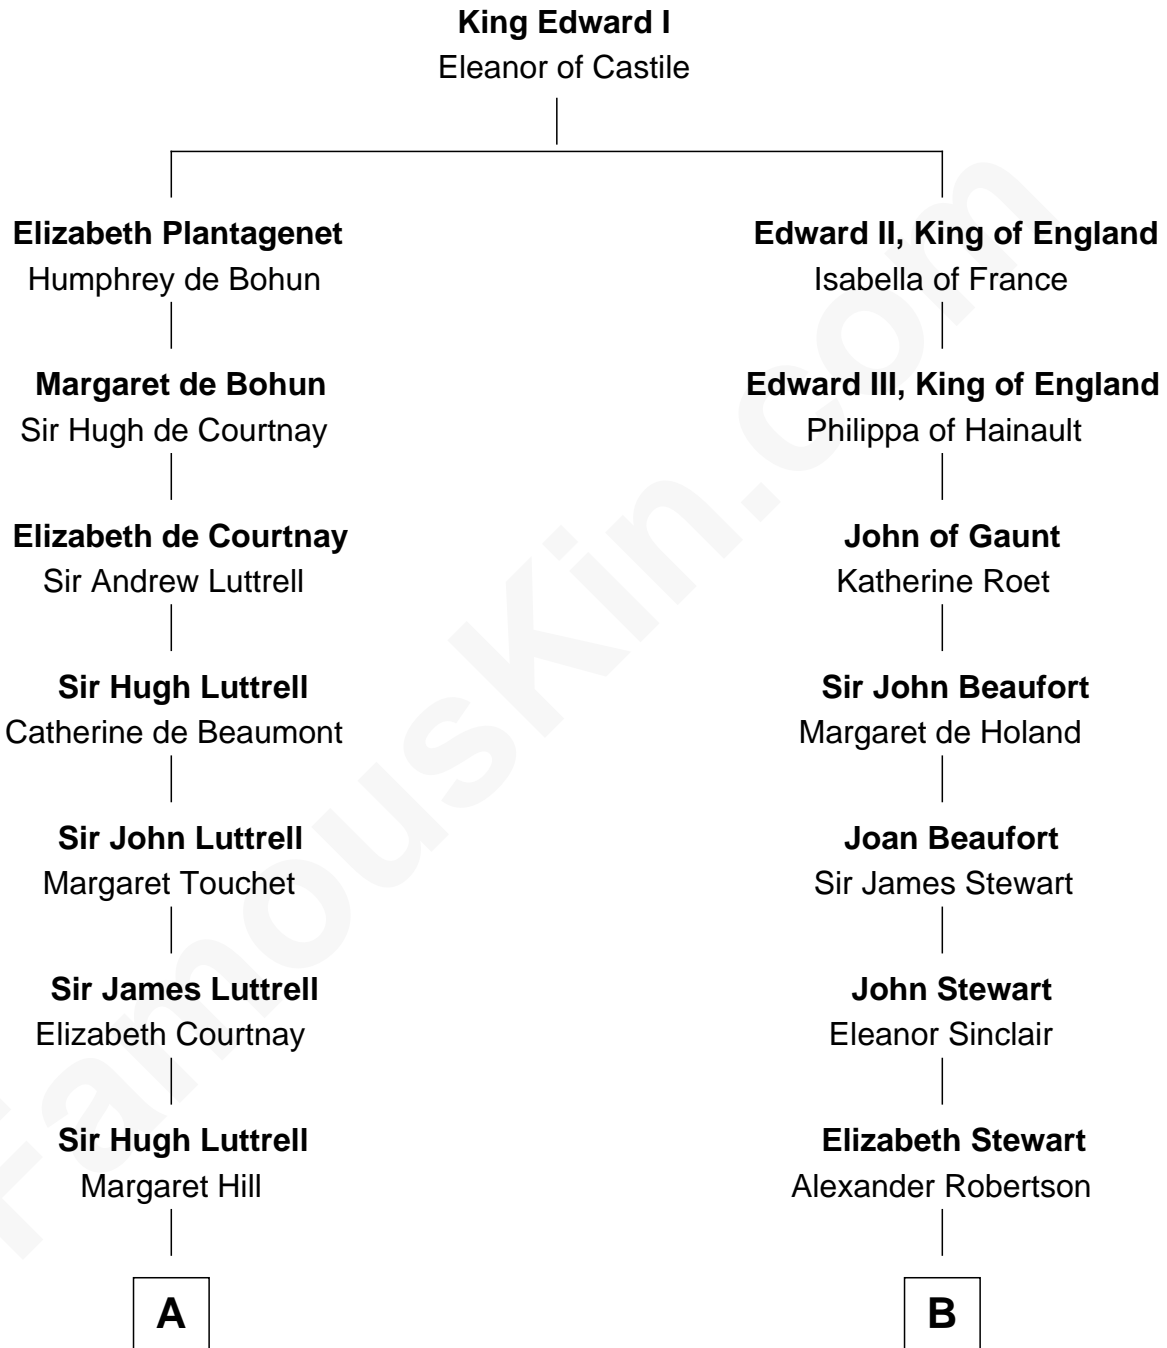 King Edward I
Eleanor of Castile
Elizabeth Plantagenet
Humphrey de Bohun
Margaret de Bohun
Sir Hugh de Courtnay
Elizabeth de Courtnay
Sir Andrew Luttrell
Sir Hugh Luttrell
Catherine de Beaumont
Sir John Luttrell
Margaret Touchet
Sir James Luttrell
Elizabeth Courtnay
Sir Hugh Luttrell
Margaret Hill
A
Edward II, King of England
Isabella of France
Edward III, King of England
Philippa of Hainault
John of Gaunt
Katherine Roet
Sir John Beaufort
Margaret de Holand
Joan Beaufort
Sir James Stewart
John Stewart
Eleanor Sinclair
Elizabeth Stewart
Alexander Robertson
B
FamousKin.com